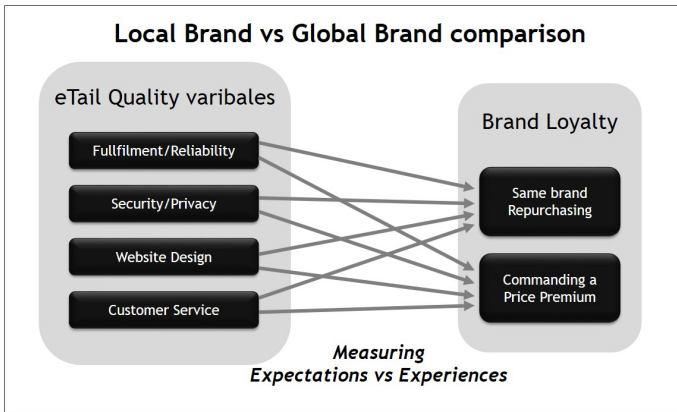 Local Brand vs Global Brand comparison
eTail Quality varibales
Fullfilment/Reliability
Security/Privacy
Website Design
Customer Service
Brand Loyalty
Same brand
Repurchasing
Commanding a
Price Premium
Measuring
Expectations vs Experiences